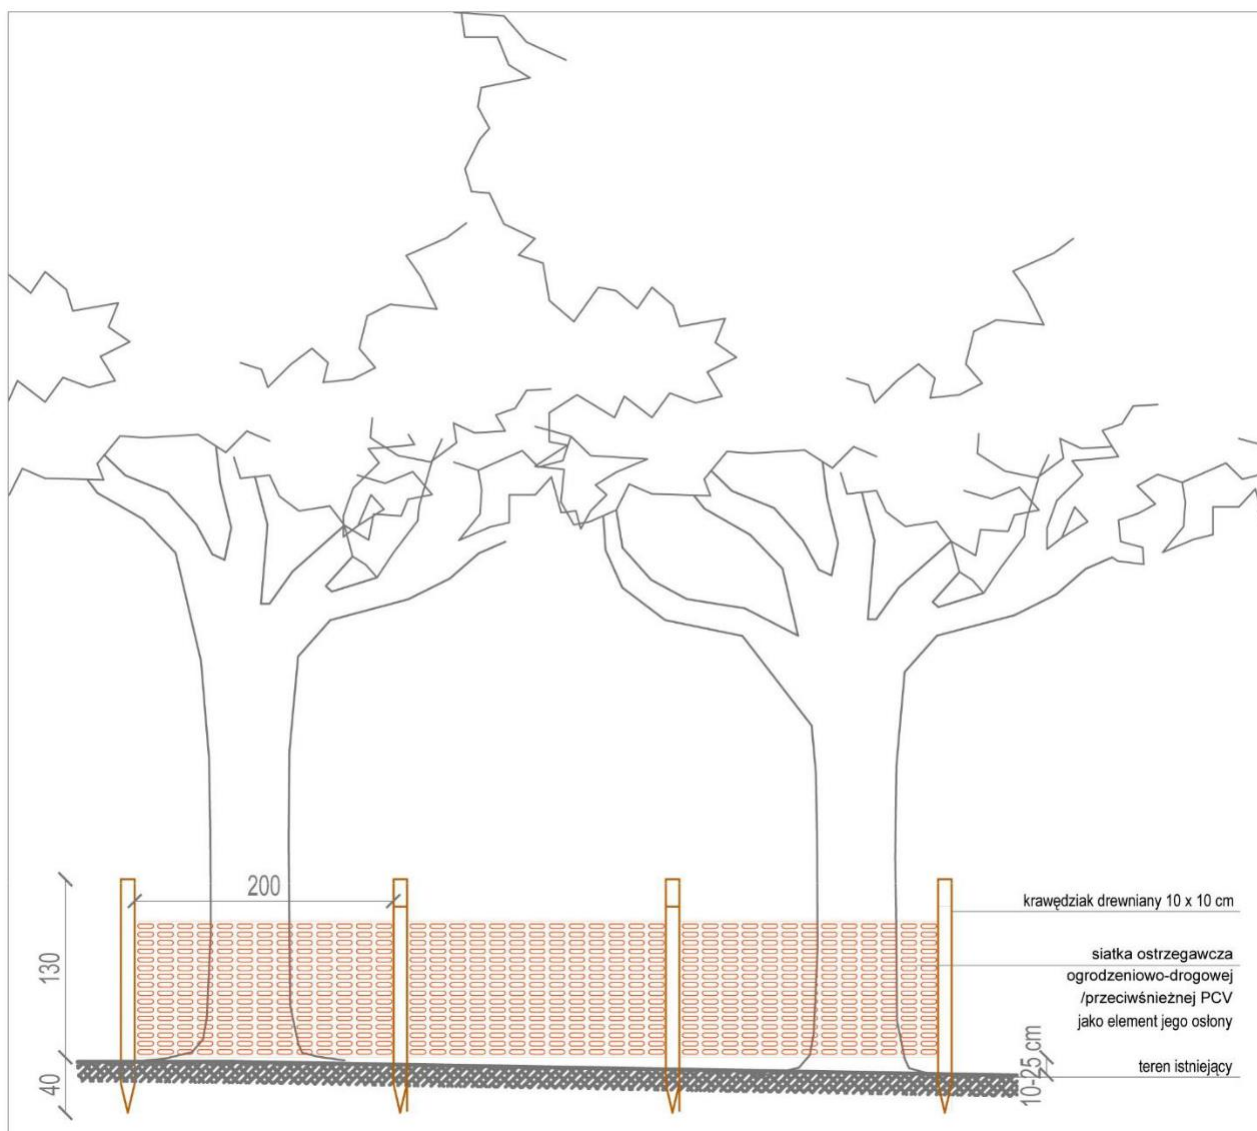 200
krawędziak drewniany 10 x 10 cm
130
siatka ostrzegawcza
ogrodzeniowo-drogowej
/przeciwśnieżnej PCV
jako element jego osłony
10-25 cm
teren istniejący
40